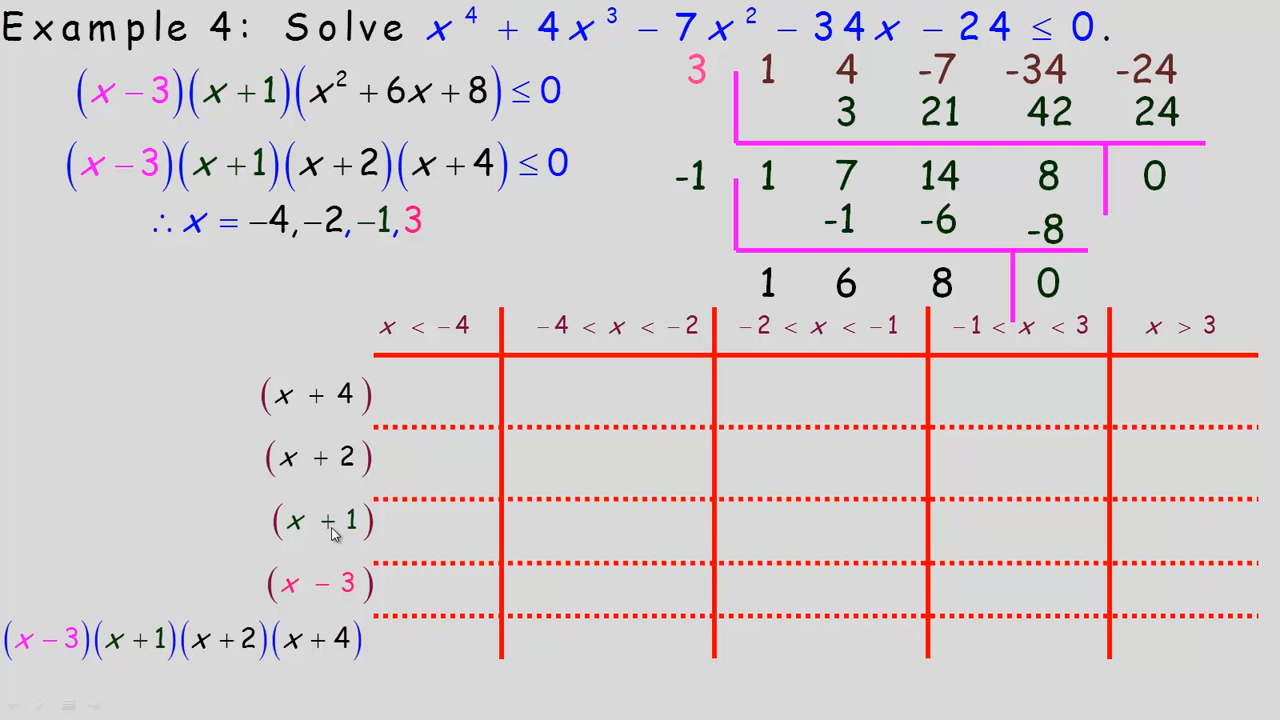 Example 4: Solve x⁴ + 4x³ − 7x² − 34x − 24 ≤ 0.
(x − 3)(x + 1)(x² + 6x + 8) ≤ 0
(x − 3)(x + 1)(x + 2)(x + 4) ≤ 0
∴ x = −4, −2, −1, 3
3 1 4 -7 -34 -24
3 21 42 24
-1 1 7 14 8 0
-1 -6 -8
1 6 8 0
x < −4 −4 < x < −2 −2 < x < −1 −1 < x < 3 x > 3
(x + 4)
(x + 2)
(x + 1)
(x − 3)
(x − 3)(x + 1)(x + 2)(x + 4)